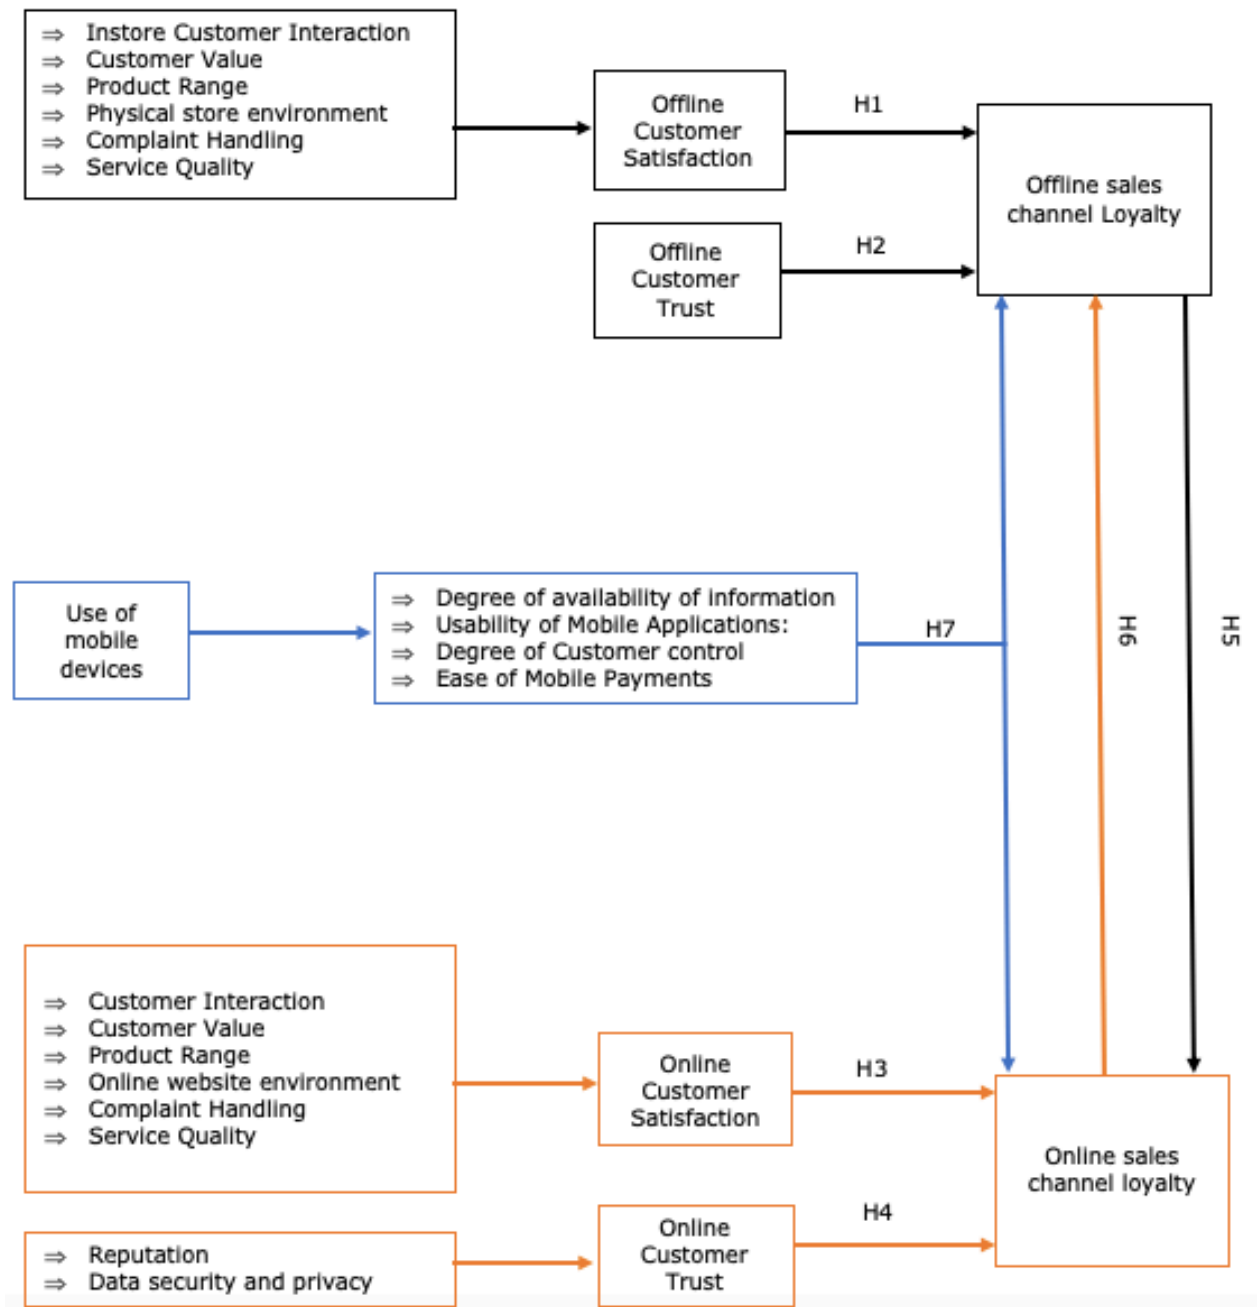 ⇒ Instore Customer Interaction
⇒ Customer Value
⇒ Product Range
⇒ Physical store environment
⇒ Complaint Handling
⇒ Service Quality
Offline
Customer
Satisfaction
H1
Offline sales
channel Loyalty
Offline
Customer
Trust
H2
Use of
mobile
devices
⇒ Degree of availability of information
⇒ Usability of Mobile Applications:
⇒ Degree of Customer control
⇒ Ease of Mobile Payments
H7
H6
H5
⇒ Customer Interaction
⇒ Customer Value
⇒ Product Range
⇒ Online website environment
⇒ Complaint Handling
⇒ Service Quality
Online
Customer
Satisfaction
H3
Online sales
channel loyalty
⇒ Reputation
⇒ Data security and privacy
Online
Customer
Trust
H4